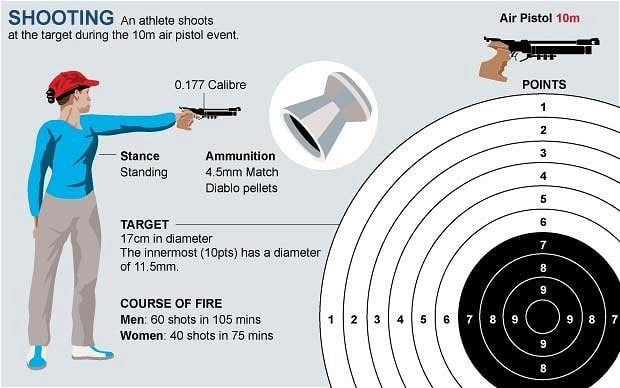 SHOOTING An athlete shoots
at the target during the 10m air pistol event.
Air Pistol 10m
0.177 Calibre
POINTS
Stance
Standing
Ammunition
4.5mm Match
Diablo pellets
TARGET
17cm in diameter
The innermost (10pts) has a diameter
of 11.5mm.
COURSE OF FIRE
Men: 60 shots in 105 mins
Women: 40 shots in 75 mins
1
2
3
4
5
6
7
8
9
1 2 3 4 5 6 7 8 9 9 8 7
9
8